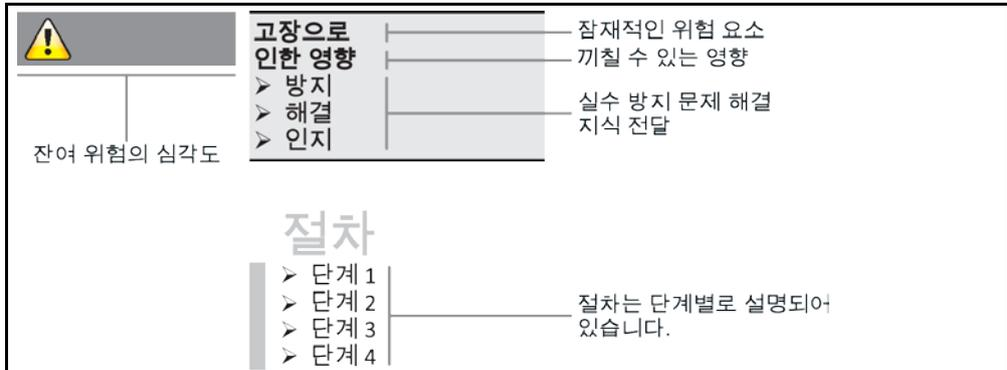 고장으로
인한 영향
➢ 방지
➢ 해결
➢ 인지
잠재적인 위험 요소
끼칠 수 있는 영향
실수 방지 문제 해결
지식 전달
잔여 위험의 심각도
절차
➢ 단계 1
➢ 단계 2
➢ 단계 3
➢ 단계 4
절차는 단계별로 설명되어
있습니다.